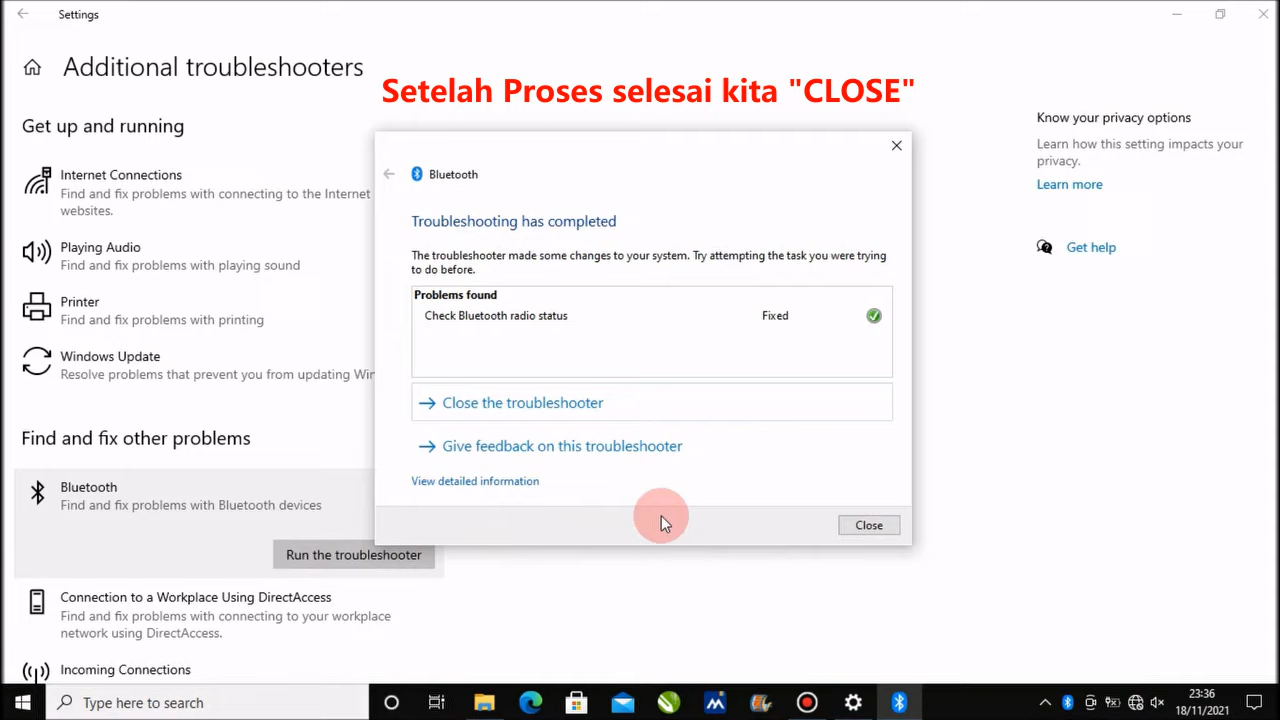 Settings
Additional troubleshooters
Setelah Proses selesai kita "CLOSE"
Get up and running
Internet Connections
Find and fix problems with connecting to the Internet
websites.
Playing Audio
Find and fix problems with playing sound
Printer
Find and fix problems with printing
Windows Update
Resolve problems that prevent you from updating Win
Find and fix other problems
Bluetooth
Find and fix problems with Bluetooth devices
Run the troubleshooter
Connection to a Workplace Using DirectAccess
Find and fix problems with connecting to your workplace
network using DirectAccess.
Incoming Connections
Bluetooth
Troubleshooting has completed
The troubleshooter made some changes to your system. Try attempting the task you were trying
to do before.
Problems found
Check Bluetooth radio status Fixed
Close the troubleshooter
Give feedback on this troubleshooter
View detailed information
Close
Know your privacy options
Learn how this setting impacts your
privacy.
Learn more
Get help
Type here to search
23:36
18/11/2021